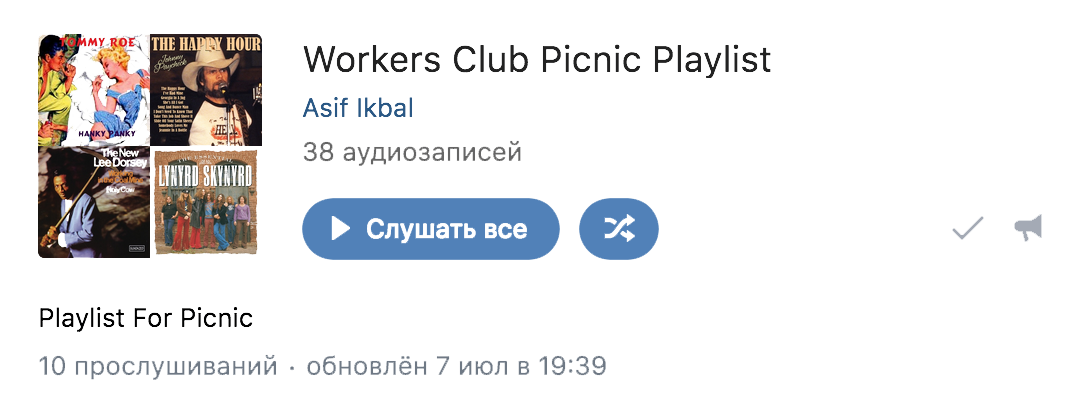 TOMMY ROE
HANKY PANKY
THE HAPPY HOUR
Johnny Paycheck
The New
Lee Dorsey
Holy Cow
LYNYRD SKYNYRD
Workers Club Picnic Playlist
Asif Ikbal
38 аудиозаписей
Слушать все
Playlist For Picnic
10 прослушиваний · обновлён 7 июл в 19:39